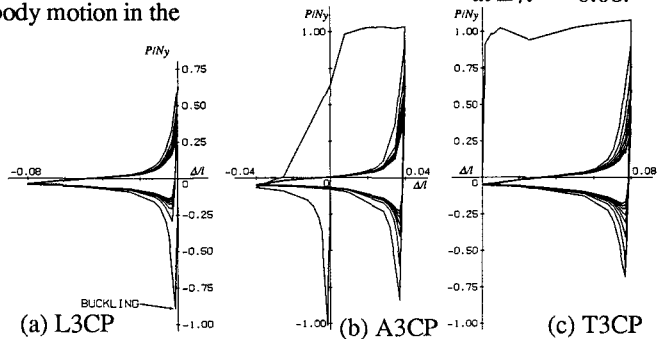 body motion in the
P/Ny
0.75
0.50
0.25
-0.08
Δ/l
0
-0.25
-0.50
-0.75
BUCKLING
-1.00
(a) L3CP
P/Ny
1.00
-0.04
0
0.04
Δ/l
-1.00
(b) A3CP
P/Ny
1.00
0.75
0.50
0.25
0.08
Δ/l
0
-0.25
-0.50
-0.75
-1.00
(c) T3CP